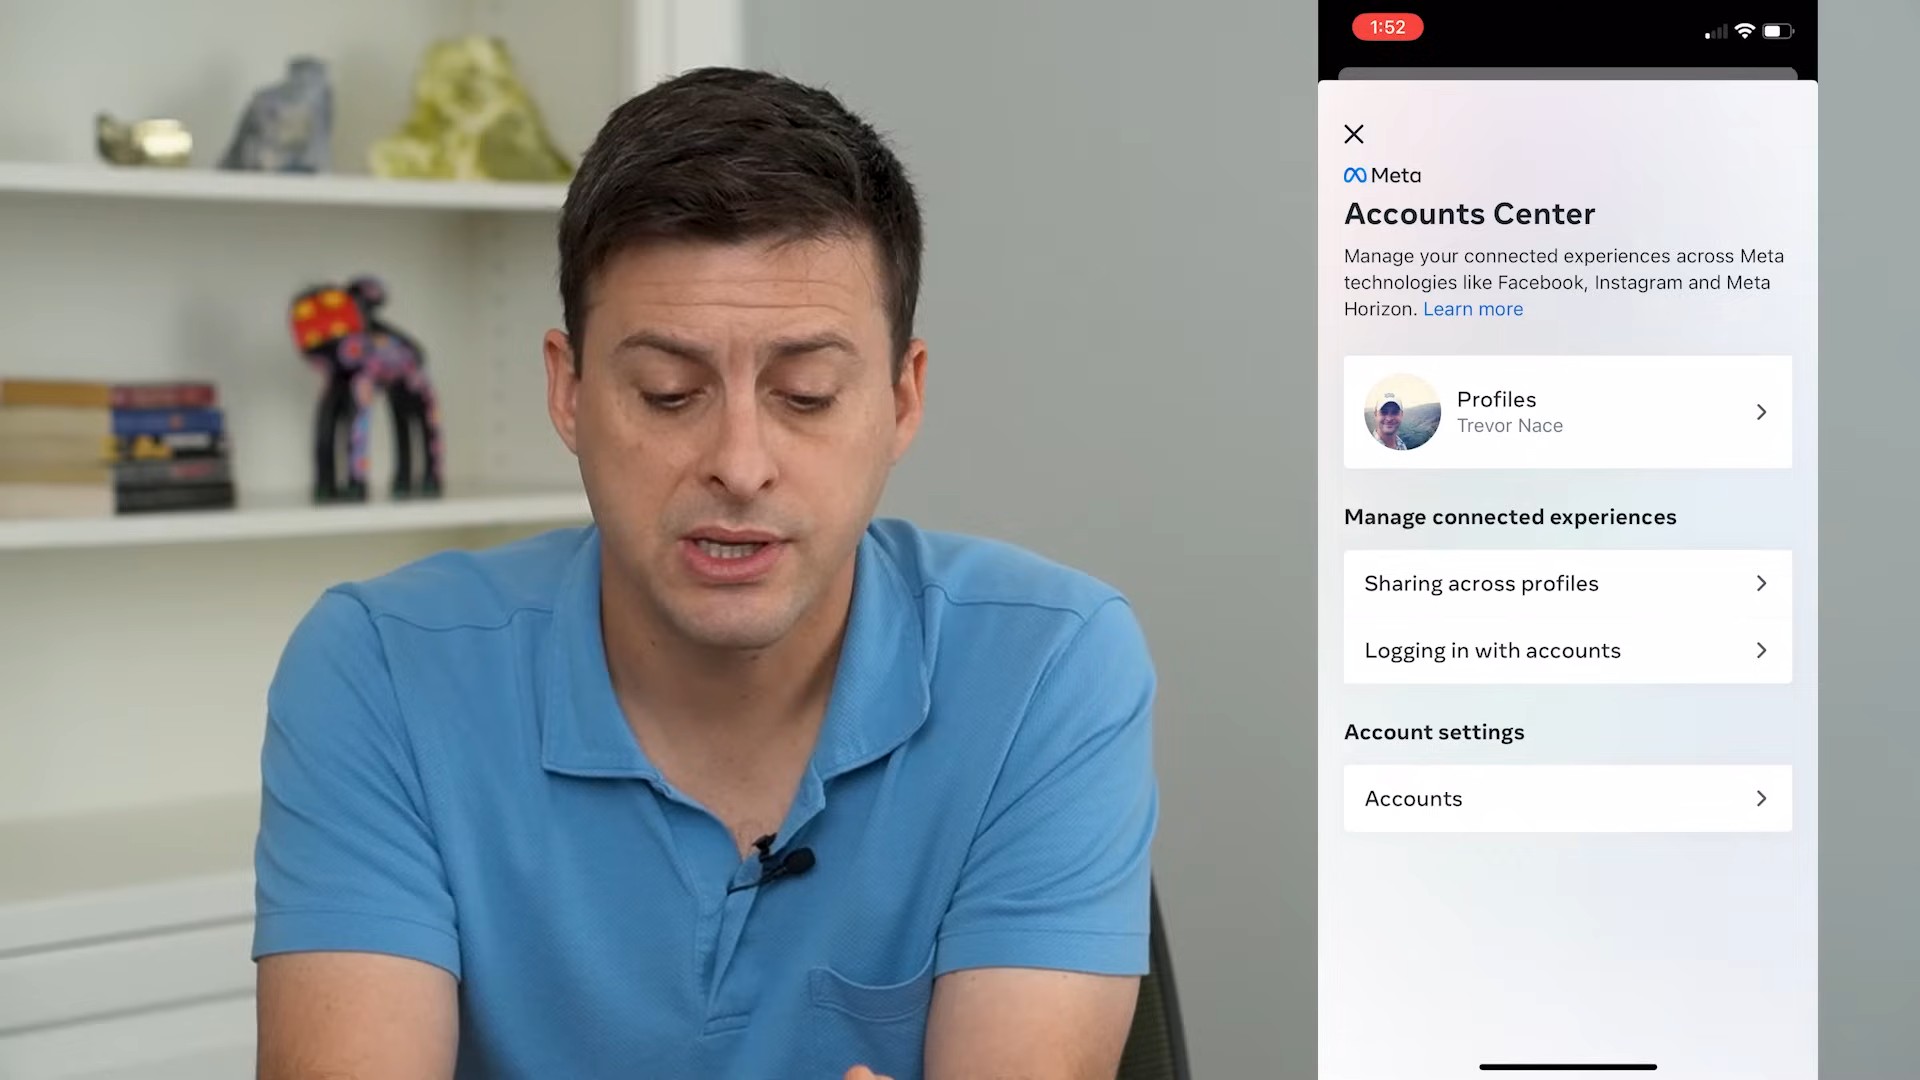 1:52
Meta
Accounts Center
Manage your connected experiences across Meta
technologies like Facebook, Instagram and Meta
Horizon. Learn more
Profiles
Trevor Nace
Manage connected experiences
Sharing across profiles
Logging in with accounts
Account settings
Accounts